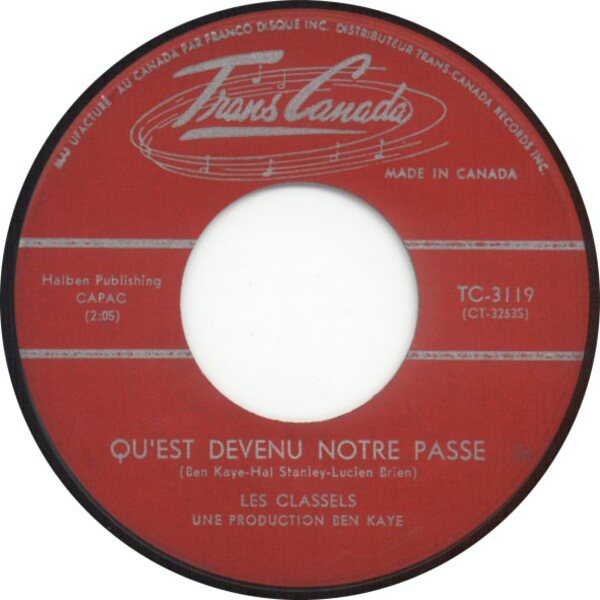 MANUFACTURE AU CANADA PAR FRANCO DISQUE INC. DISTRIBUTEUR TRANS-CANADA RECORDS INC.
Trans Canada
MADE IN CANADA
Halben Publishing
CAPAC
(2:05)
TC-3119
(CT-32635)
QU'EST DEVENU NOTRE PASSE
(Ben Kaye-Hal Stanley-Lucien Brien)
LES CLASSELS
UNE PRODUCTION BEN KAYE